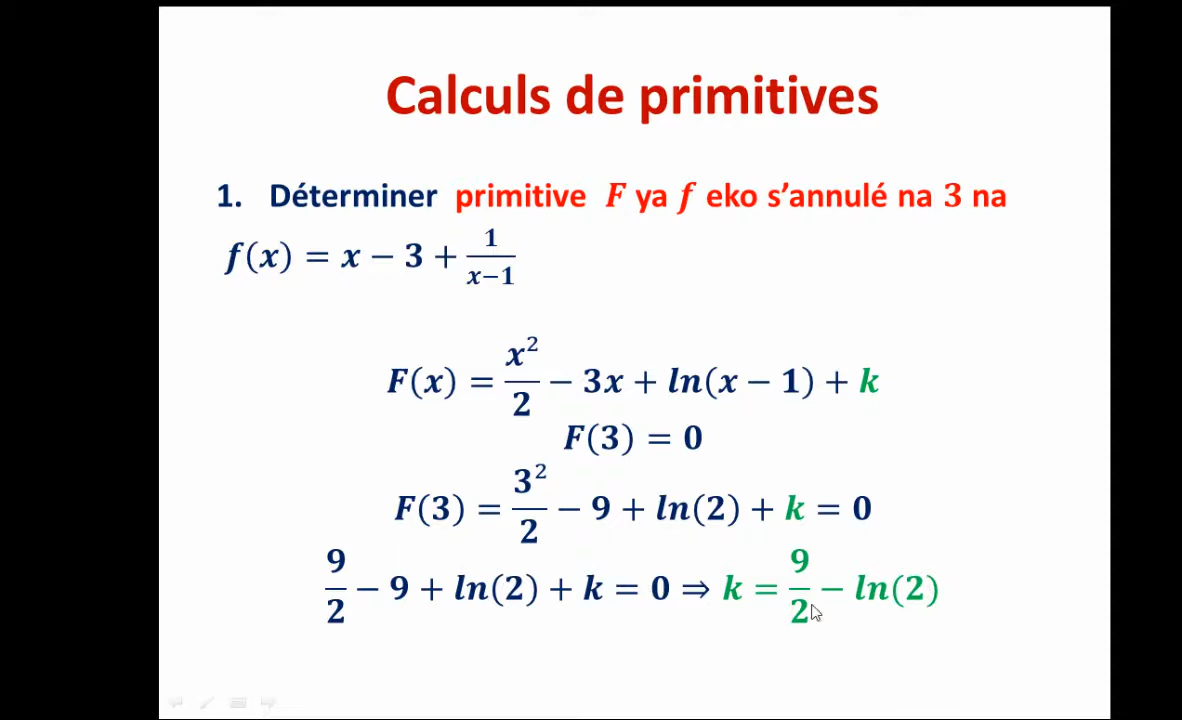 Calculs de primitives
1. Déterminer primitive F ya f eko s’annulé na 3 na
f(x) = x − 3 + 1/(x−1)
F(x) = x²/2 − 3x + ln(x − 1) + k
F(3) = 0
F(3) = 3²/2 − 9 + ln(2) + k = 0
9/2 − 9 + ln(2) + k = 0 ⇒ k = 9/2 − ln(2)